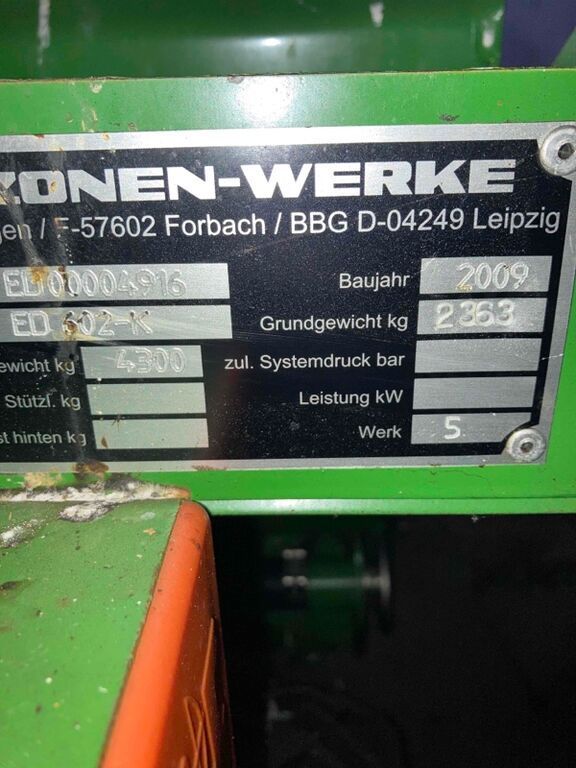 ZONEN-WERKE
gen / F-57602 Forbach / BBG D-04249 Leipzig
ED00004916 Baujahr 2009
ED 602-K Grundgewicht kg 2363
ewicht kg 4300 zul. Systemdruck bar
Stützl. kg Leistung kW
st hinten kg Werk 5